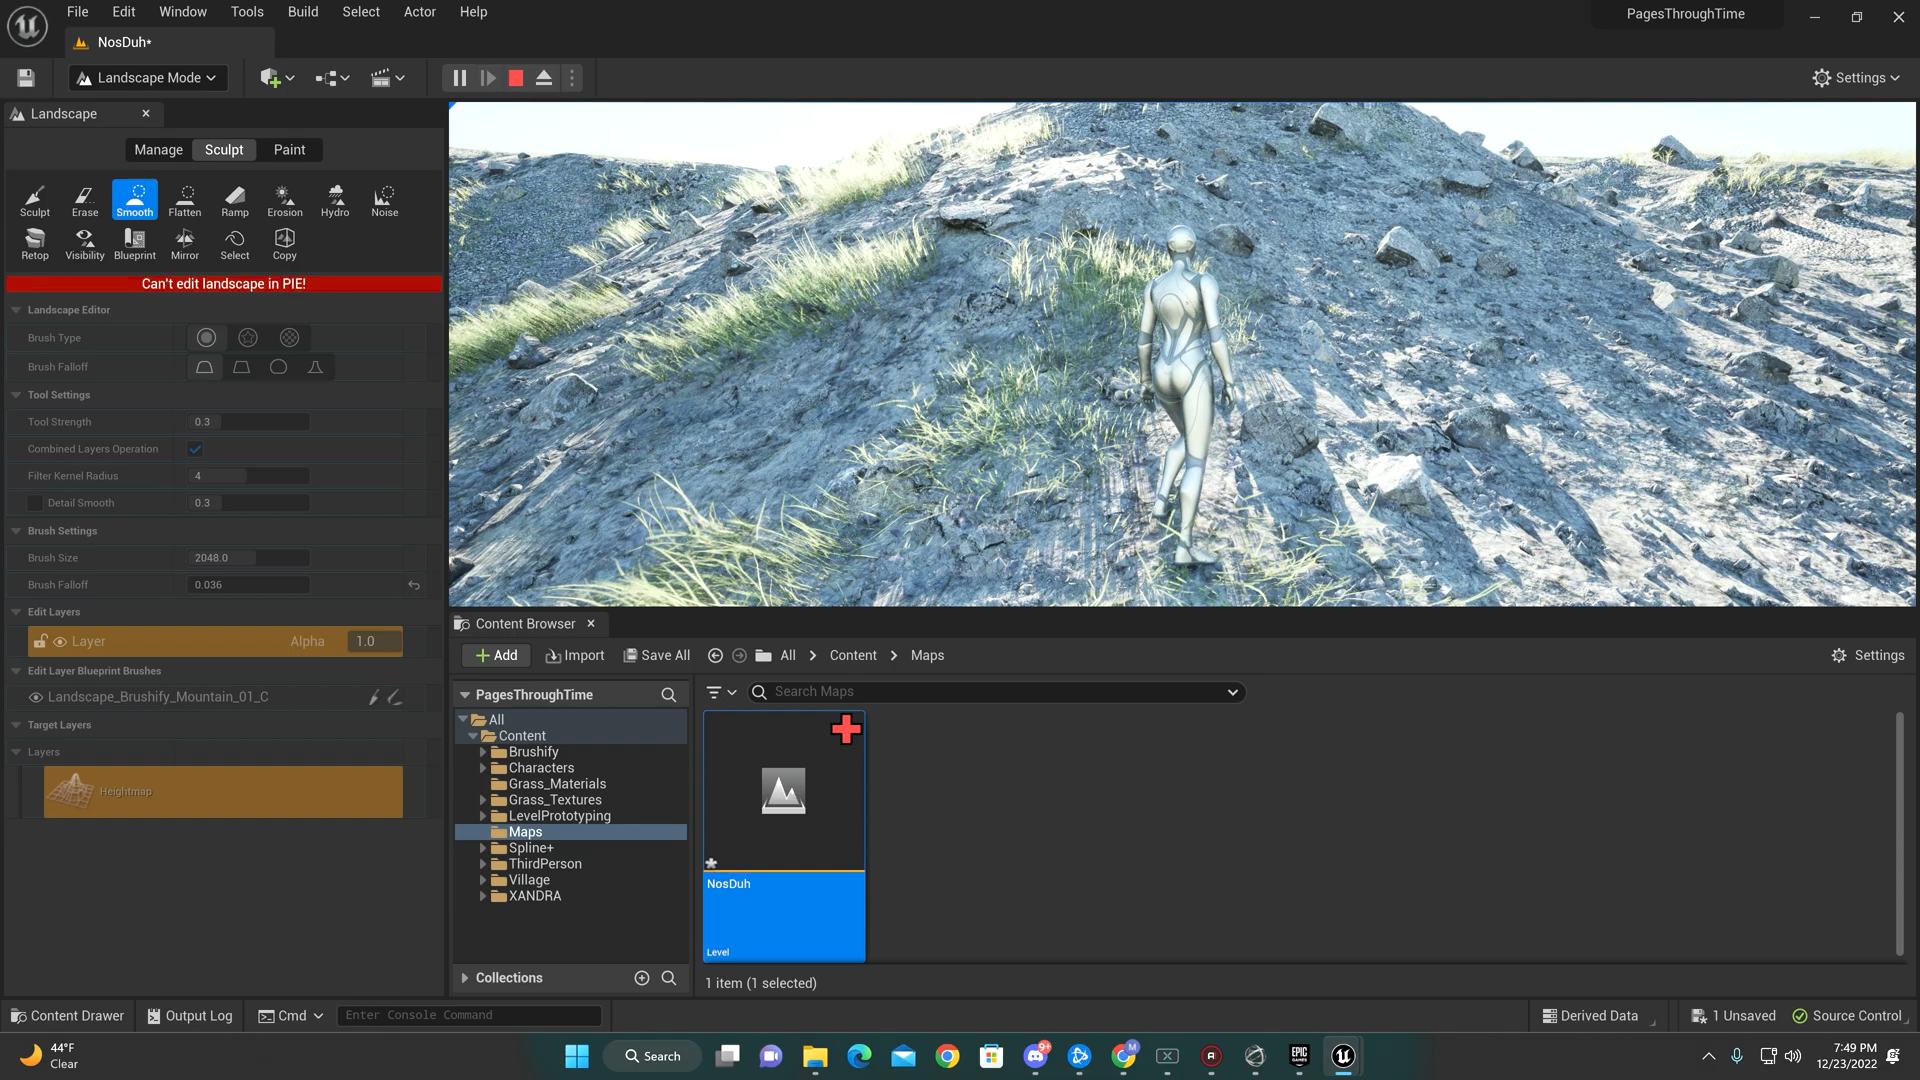 File Edit Window Tools Build Select Actor Help
PagesThroughTime
NosDuh*
Landscape Mode
Settings
Landscape
Manage Sculpt Paint
Sculpt Erase Smooth Flatten Ramp Erosion Hydro Noise
Retop Visibility Blueprint Mirror Select Copy
Can't edit landscape in PIE!
Landscape Editor
Brush Type
Brush Falloff
Tool Settings
Tool Strength 0.3
Combined Layers Operation
Filter Kernel Radius 4
Detail Smooth 0.3
Brush Settings
Brush Size 2048.0
Brush Falloff 0.036
Edit Layers
Layer Alpha 1.0
Edit Layer Blueprint Brushes
Landscape_Brushify_Mountain_01_C
Target Layers
Layers
Heightmap
Content Browser
Add Import Save All All Content Maps Settings
PagesThroughTime
Search Maps
All
Content
Brushify
Characters
Grass_Materials
Grass_Textures
LevelPrototyping
Maps
Spline+
ThirdPerson
Village
XANDRA
Collections
NosDuh
Level
1 item (1 selected)
Content Drawer Output Log Cmd Enter Console Command Derived Data 1 Unsaved Source Control
44°F
Clear
Search
9+
M
A
EPIC
GAMES
7:49 PM
12/23/2022